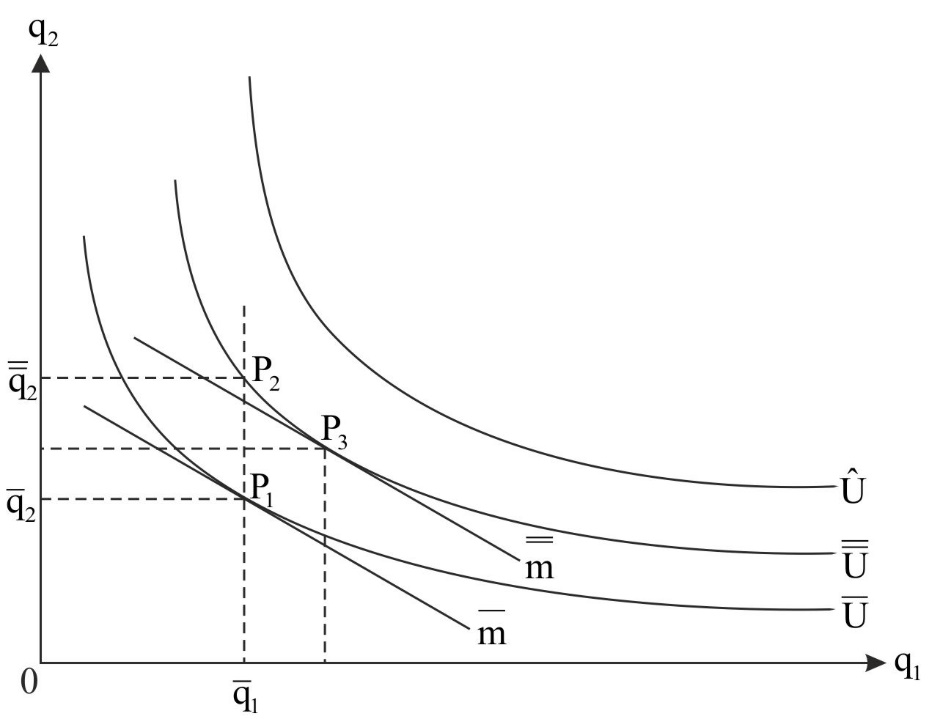 q₂
q̿₂
P₂
P₃
q̅₂
P₁
Û
U̿
m̿
U̅
m̅
0
q̅₁
q₁